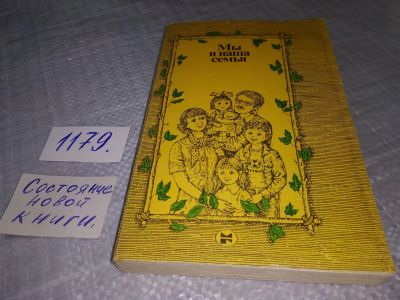 Мы
и наша
семья
1179.
Состояние
новой
книги.